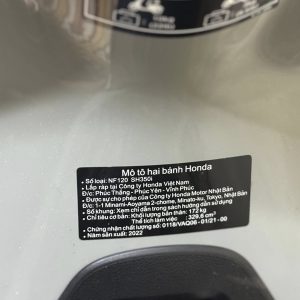 Mô tô hai bánh Honda
• Số loại: NF120 SH350i
• Lắp ráp tại Công ty Honda Việt Nam
Đ/c: Phúc Thắng - Phúc Yên - Vĩnh Phúc
• Được sự cho phép của Công ty Honda Motor Nhật Bản
Đ/c: 1-1 Minami-Aoyama 2-chome, Minato-ku, Tokyo, Nhật Bản
• Số khung: Xem chỉ dẫn trong sách hướng dẫn sử dụng
• Chỉ tiêu cơ bản: Khối lượng bản thân: 172 kg
Thể tích làm việc : 329,6 cm³
• Chứng nhận chất lượng số: 0118/VAQ06 - 01/21 - 00
• Năm sản xuất: 2022